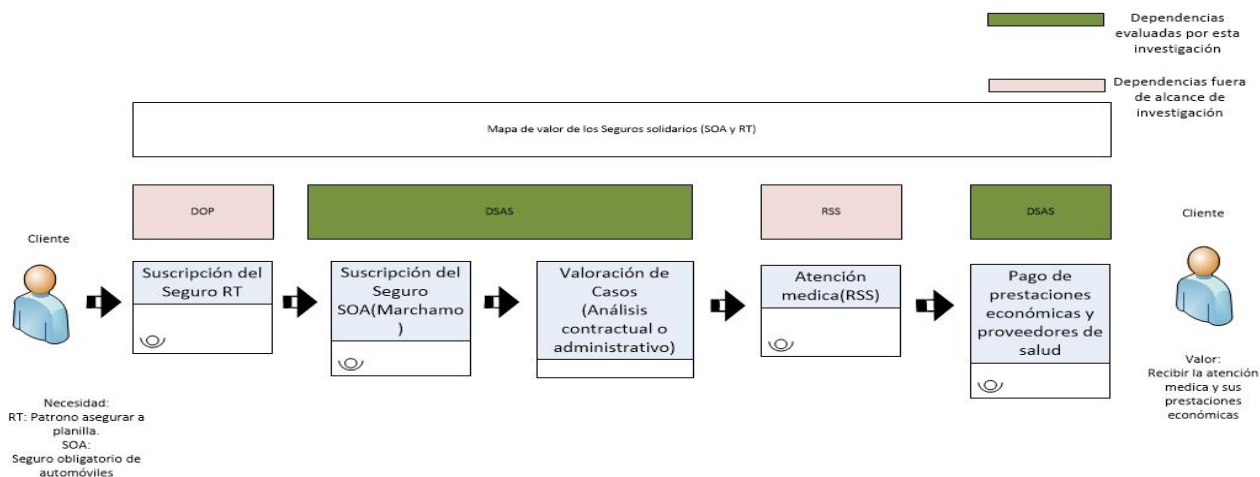 Dependencias
evaluadas por esta
investigación
Dependencias fuera
de alcance de
investigación
Mapa de valor de los Seguros solidarios (SOA y RT)
DOP
DSAS
RSS
DSAS
Cliente
Cliente
Suscripción del
Seguro RT
Suscripción del
Seguro
SOA(Marchamo
)
Valoración de
Casos
(Análisis
contractual o
administrativo)
Atención
medica(RSS)
Pago de
prestaciones
económicas y
proveedores de
salud
Necesidad:
RT: Patrono asegurar a
planilla.
SOA:
Seguro obligatorio de
automóviles
Valor:
Recibir la atención
medica y sus
prestaciones
económicas